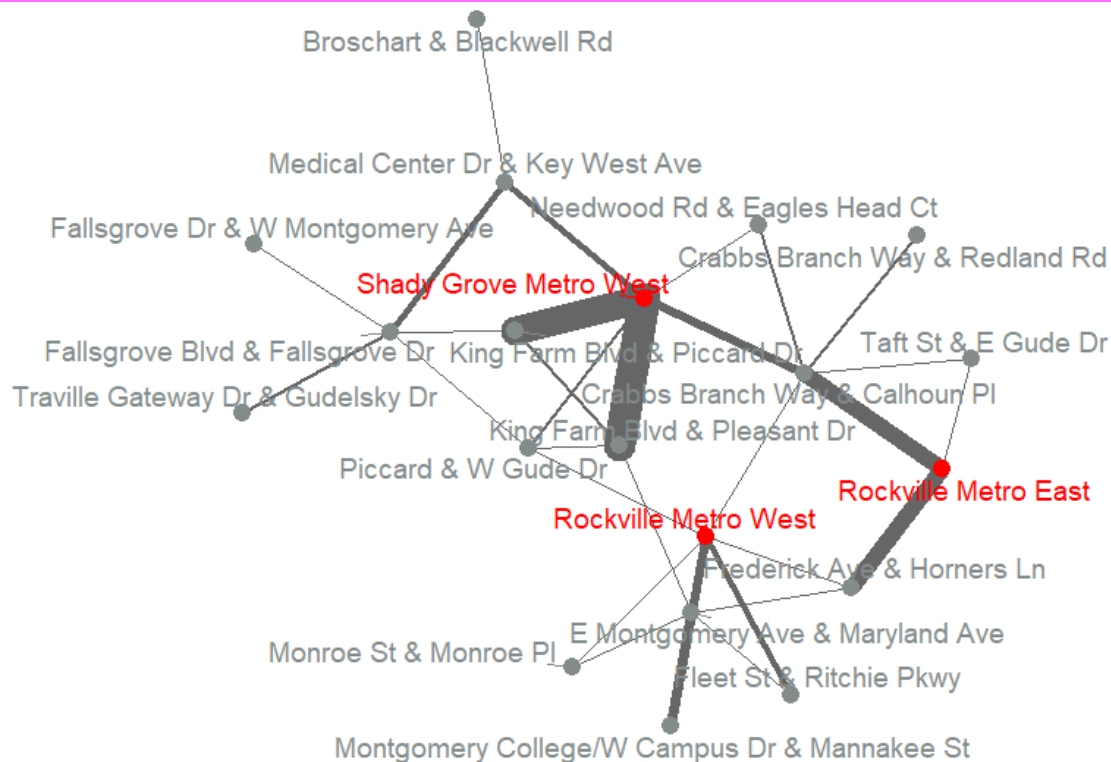 Broschart & Blackwell Rd
Medical Center Dr & Key West Ave
Needwood Rd & Eagles Head Ct
Fallsgrove Dr & W Montgomery Ave
Crabbs Branch Way & Redland Rd
Shady Grove Metro West
Taft St & E Gude Dr
Fallsgrove Blvd & Fallsgrove Dr
King Farm Blvd & Piccard Dr
Crabbs Branch Way & Calhoun Pl
Traville Gateway Dr & Gudelsky Dr
King Farm Blvd & Pleasant Dr
Piccard & W Gude Dr
Rockville Metro East
Rockville Metro West
Frederick Ave & Horners Ln
E Montgomery Ave & Maryland Ave
Monroe St & Monroe Pl
Fleet St & Ritchie Pkwy
Montgomery College/W Campus Dr & Mannakee St